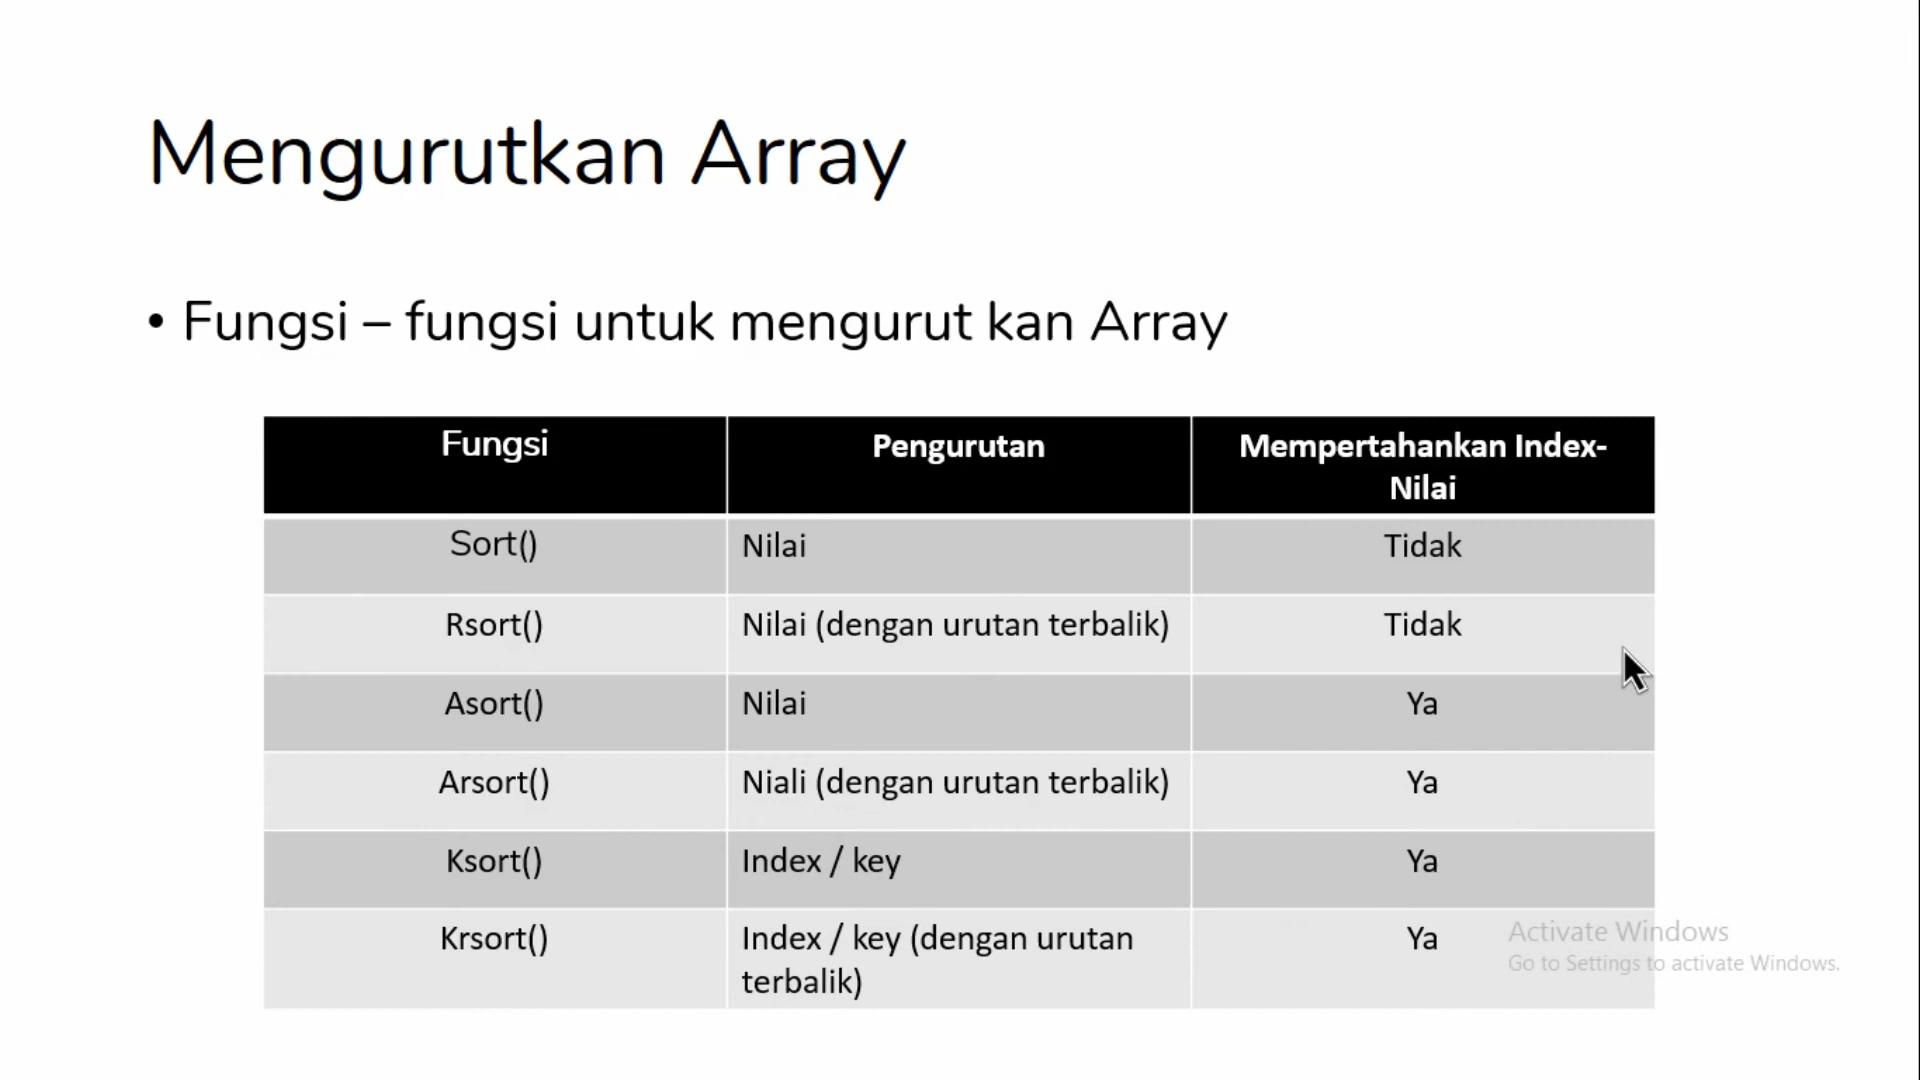 Mengurutkan Array
• Fungsi – fungsi untuk mengurut kan Array
Fungsi
Pengurutan
Mempertahankan Index-
Nilai
Sort()
Nilai
Tidak
Rsort()
Nilai (dengan urutan terbalik)
Tidak
Asort()
Nilai
Ya
Arsort()
Niali (dengan urutan terbalik)
Ya
Ksort()
Index / key
Ya
Krsort()
Index / key (dengan urutan
terbalik)
Ya
Activate Windows
Go to Settings to activate Windows.